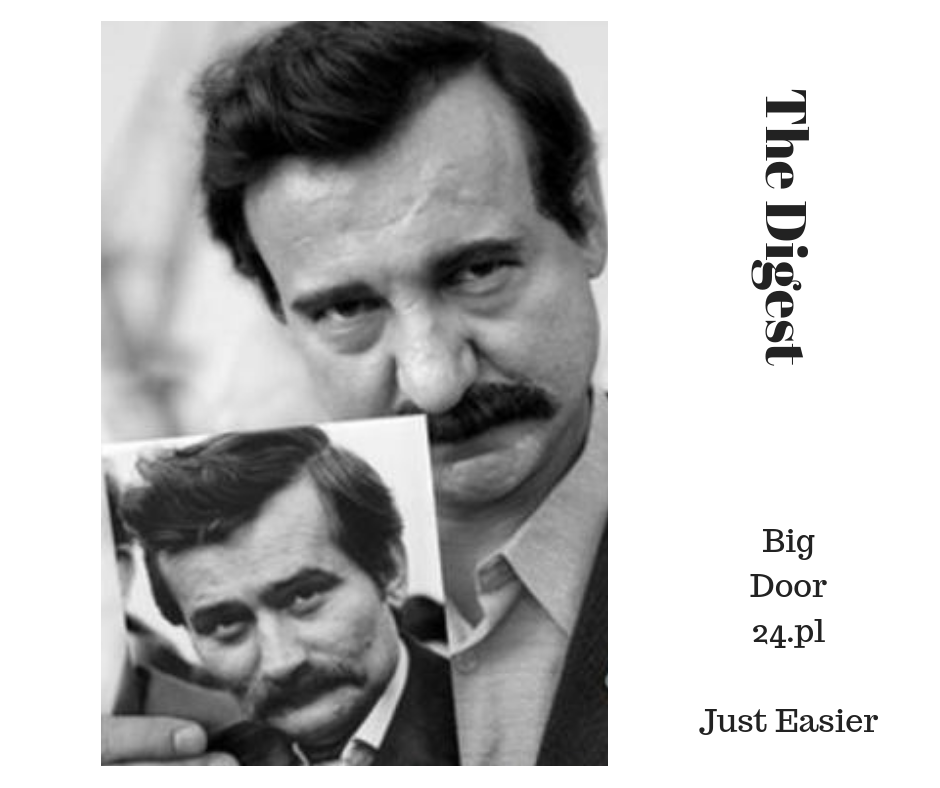 The Digest
Big
Door
24.pl
Just Easier